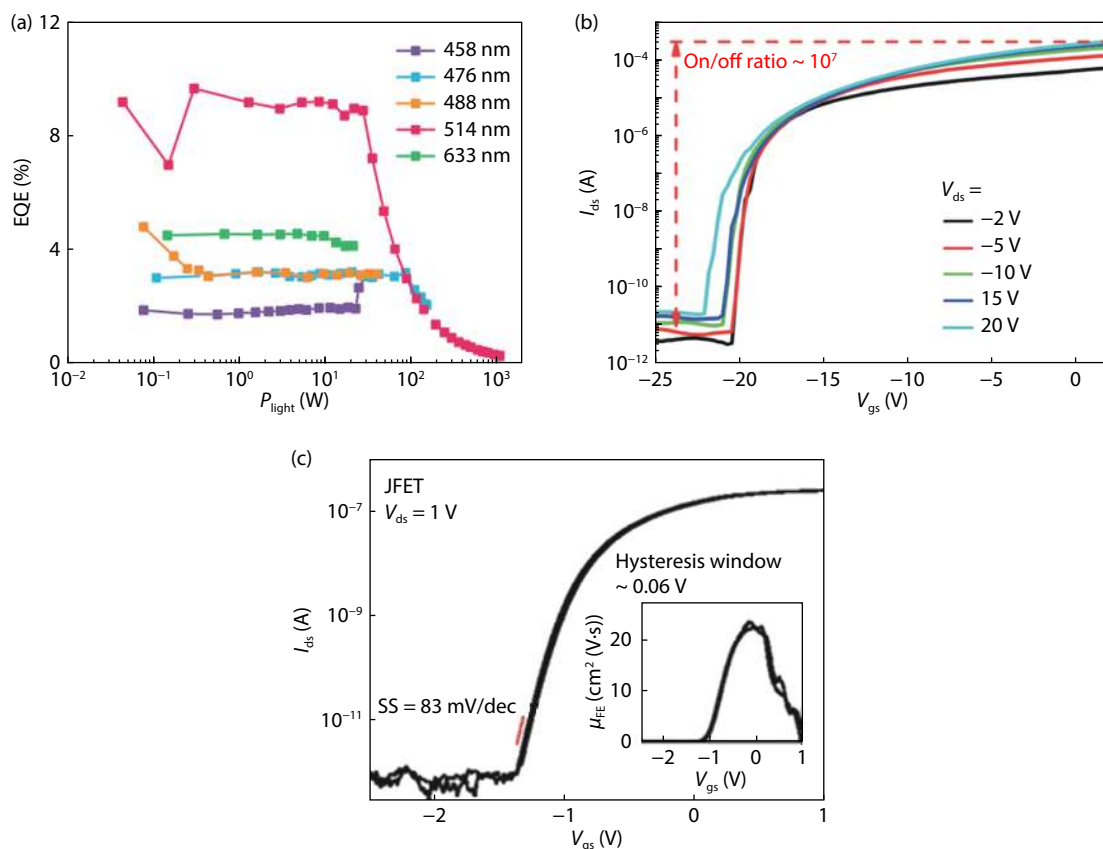 (a)
12
8
4
0
EQE (%)
10⁻² 10⁻¹ 10⁰ 10¹ 10² 10³
P_light (W)
458 nm
476 nm
488 nm
514 nm
633 nm
(b)
10⁻⁴
10⁻⁶
10⁻⁸
10⁻¹⁰
10⁻¹²
I_ds (A)
On/off ratio ~ 10⁷
V_ds =
−2 V
−5 V
−10 V
15 V
20 V
−25 −20 −15 −10 −5 0
V_gs (V)
(c)
JFET
V_ds = 1 V
10⁻⁷
10⁻⁹
10⁻¹¹
I_ds (A)
SS = 83 mV/dec
Hysteresis window
~ 0.06 V
20
10
0
μ_FE (cm² (V·s))
−2 −1 0 1
V_gs (V)
−2 −1 0 1
V_gs (V)